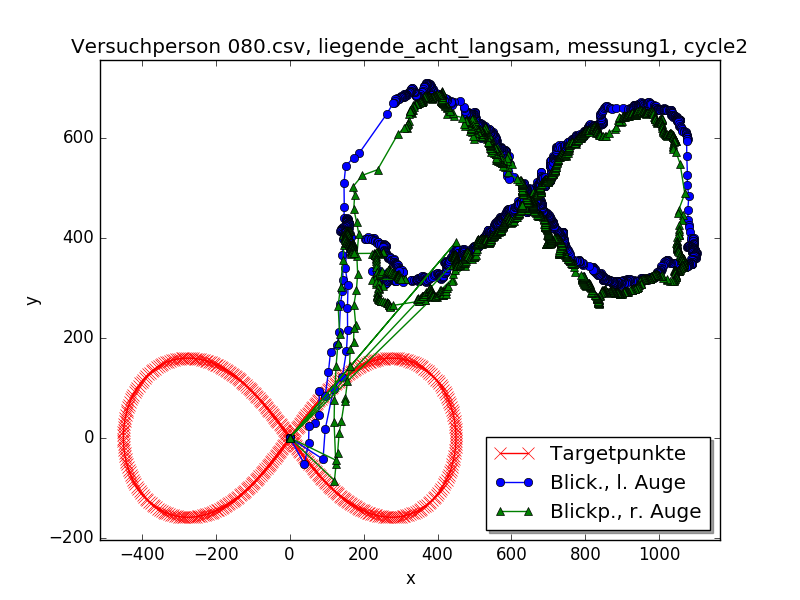 Versuchperson 080.csv, liegende_acht_langsam, messung1, cycle2
y
600
400
200
0
−200
Targetpunkte
Blick., l. Auge
Blickp., r. Auge
−400 −200 0 200 400 600 800 1000
x